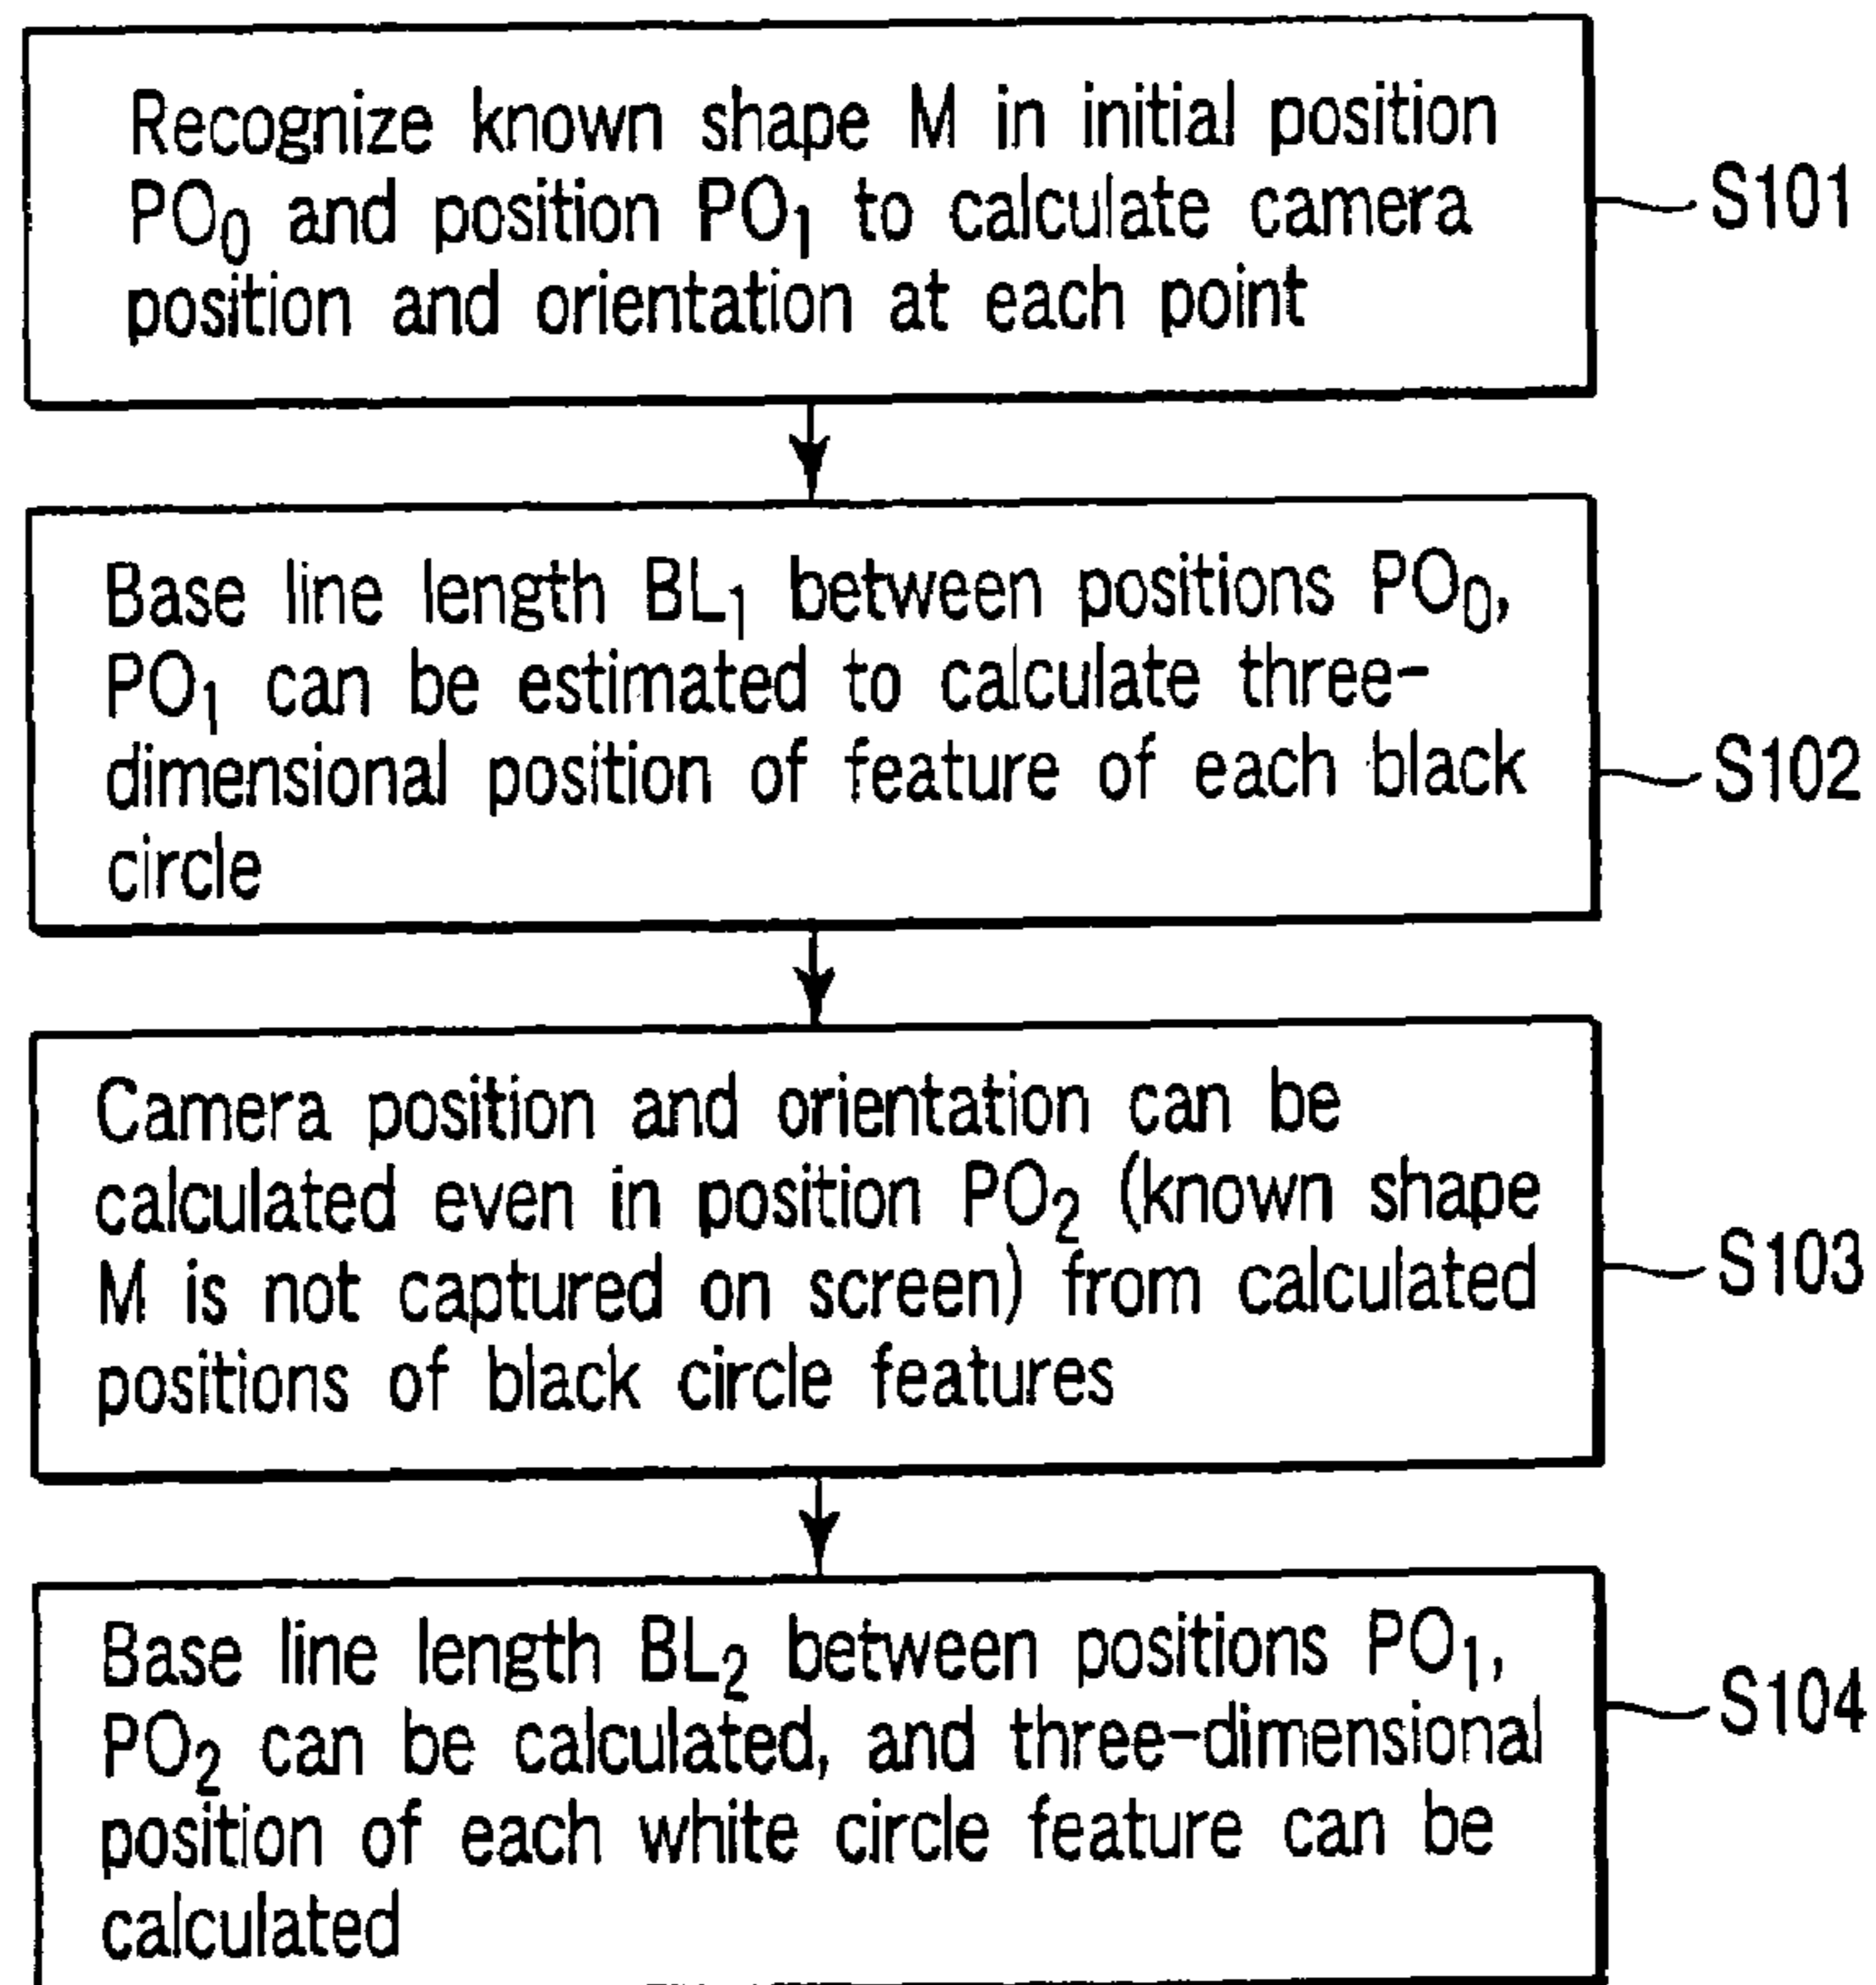 Recognize known shape M in initial position
PO₀ and position PO₁ to calculate camera
position and orientation at each point
S101
Base line length BL₁ between positions PO₀,
PO₁ can be estimated to calculate three-
dimensional position of feature of each black
circle
S102
Camera position and orientation can be
calculated even in position PO₂ (known shape
M is not captured on screen) from calculated
positions of black circle features
S103
Base line length BL₂ between positions PO₁,
PO₂ can be calculated, and three-dimensional
position of each white circle feature can be
calculated
S104